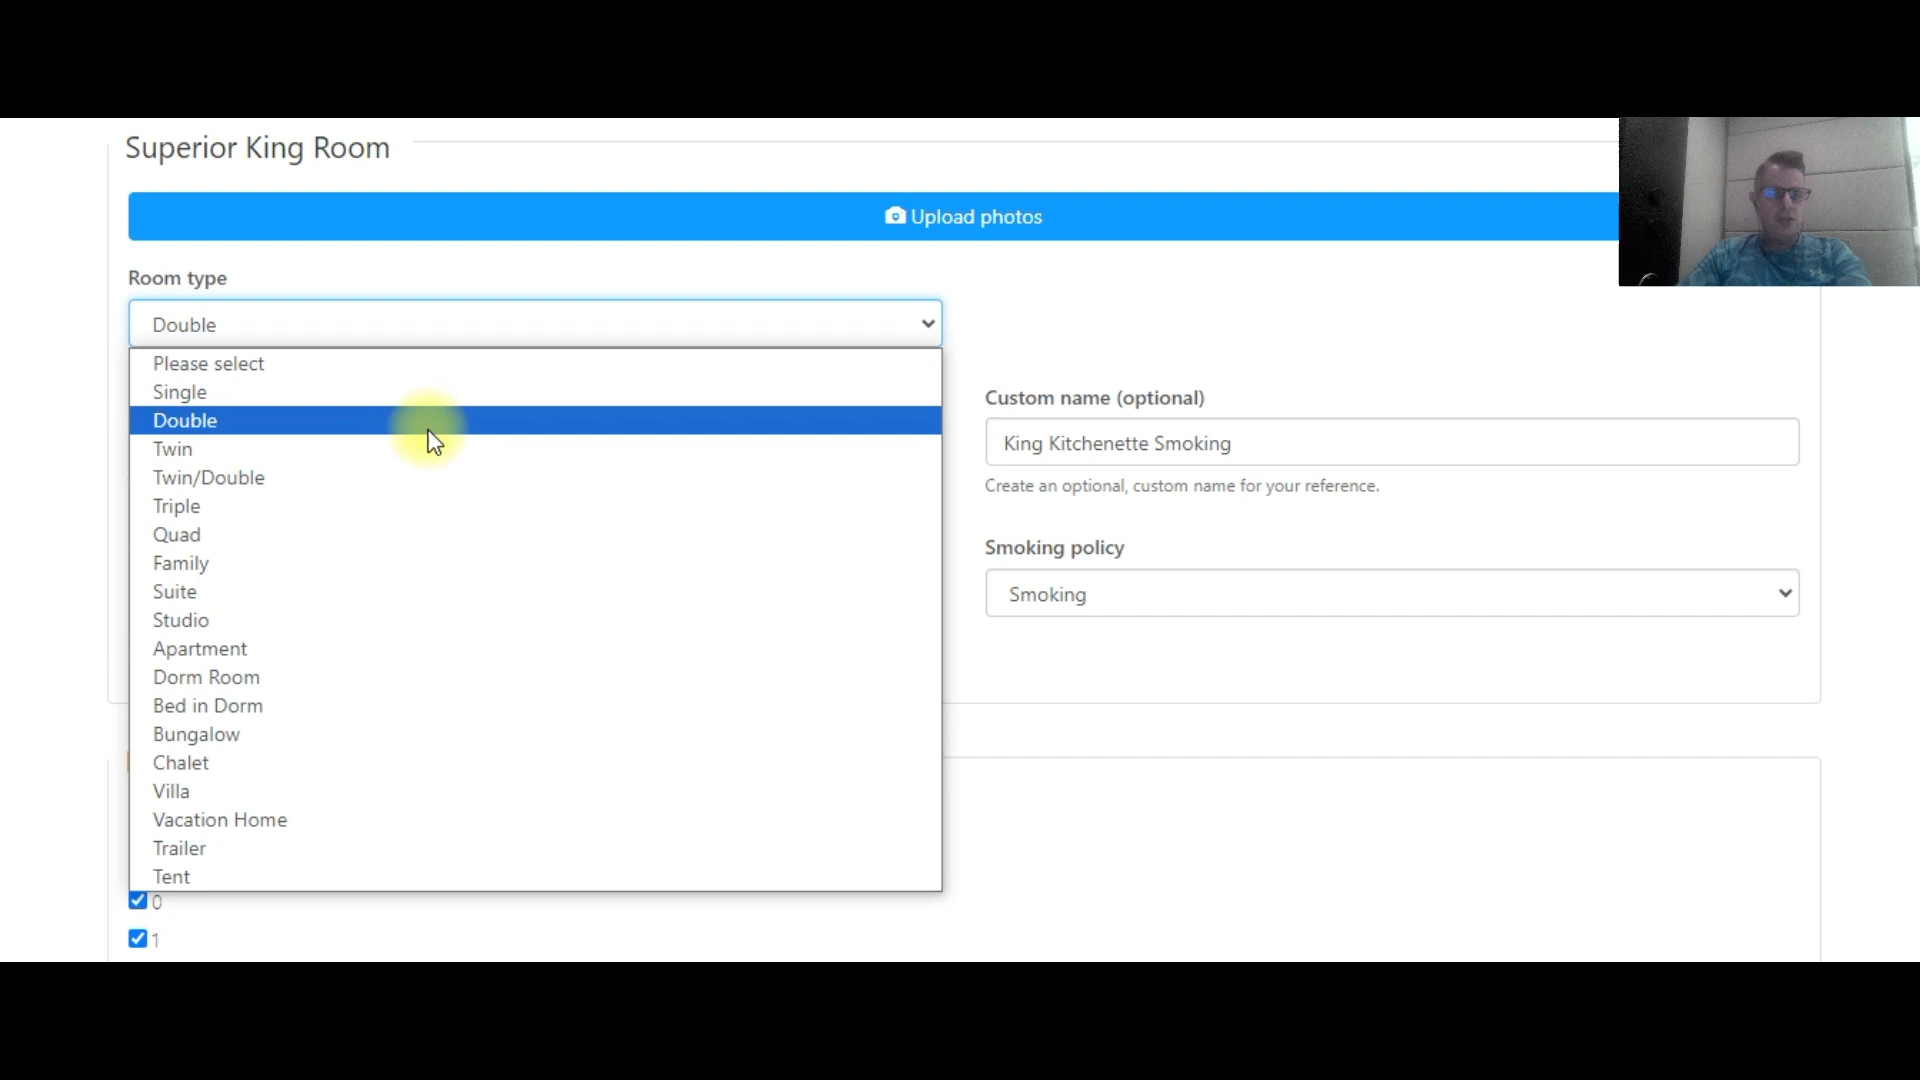 Superior King Room
Upload photos
Room type
Double
Please select
Single
Double
Twin
Twin/Double
Triple
Quad
Family
Suite
Studio
Apartment
Dorm Room
Bed in Dorm
Bungalow
Chalet
Villa
Vacation Home
Trailer
Tent
Custom name (optional)
King Kitchenette Smoking
Create an optional, custom name for your reference.
Smoking policy
Smoking
0
1